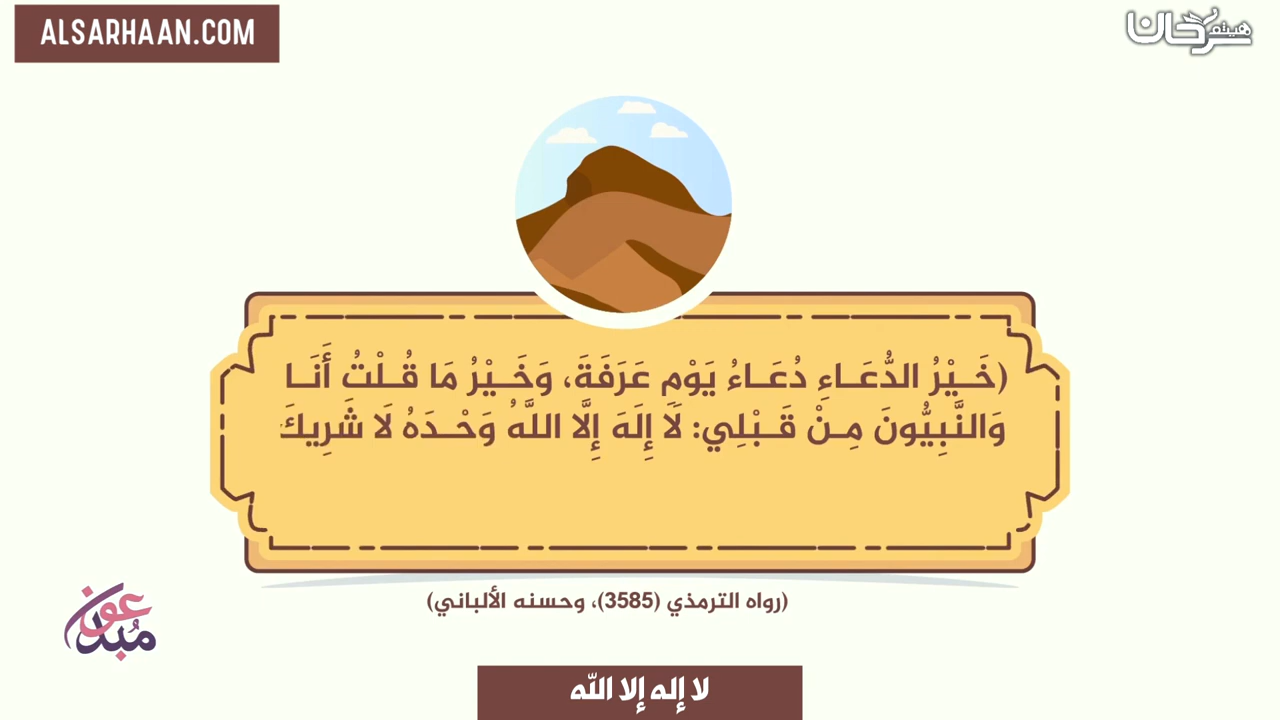 ALSARHAAN.COM
هيثم سرحان
(خَـيْرُ الدُّعَـاءِ دُعَـاءُ يَوْمِ عَرَفَةَ، وَخَـيْرُ مَا قُـلْتُ أَنَـا
وَالنَّبِيُّونَ مِـنْ قَـبْلِي: لَا إِلَهَ إِلَّا اللَّهُ وَحْـدَهُ لَا شَرِيكَ
(رواه الترمذي (3585)، وحسنه الألباني)
مُبْدِعُونَ
لا إله إلا الله